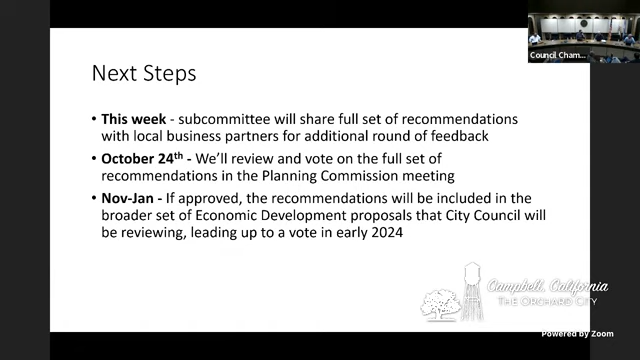 Council Cham...
Next Steps
• This week - subcommittee will share full set of recommendations
with local business partners for additional round of feedback
• October 24th - We'll review and vote on the full set of
recommendations in the Planning Commission meeting
• Nov-Jan - If approved, the recommendations will be included in the
broader set of Economic Development proposals that City Council will
be reviewing, leading up to a vote in early 2024
Campbell, California
THE ORCHARD CITY
Powered by Zoom